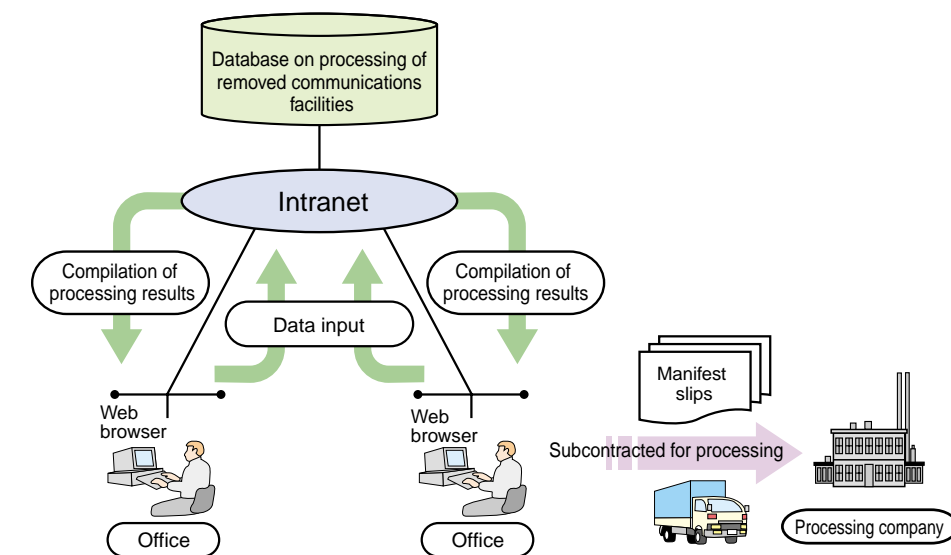 Database on processing of
removed communications
facilities
Intranet
Compilation of
processing results
Compilation of
processing results
Data input
Web
browser
Office
Web
browser
Office
Manifest
slips
Subcontracted for processing
Processing company